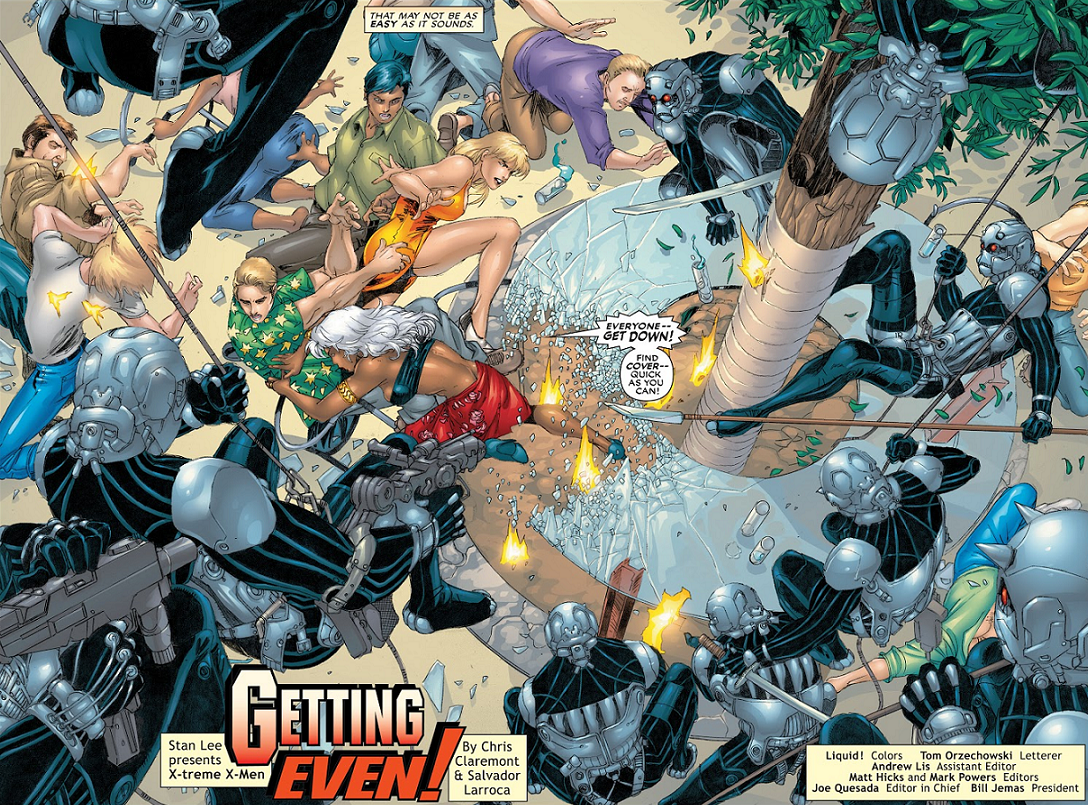 THAT MAY NOT BE AS
EASY AS IT SOUNDS.
EVERYONE--
GET DOWN!
FIND
COVER--
QUICK
AS YOU
CAN!
Stan Lee
presents
X-treme X-Men
GETTING
EVEN!
By Chris
Claremont
& Salvador
Larroca
Liquid! Colors Tom Orzechowski Letterer
Andrew Lis Assistant Editor
Matt Hicks and Mark Powers Editors
Joe Quesada Editor in Chief Bill Jemas President